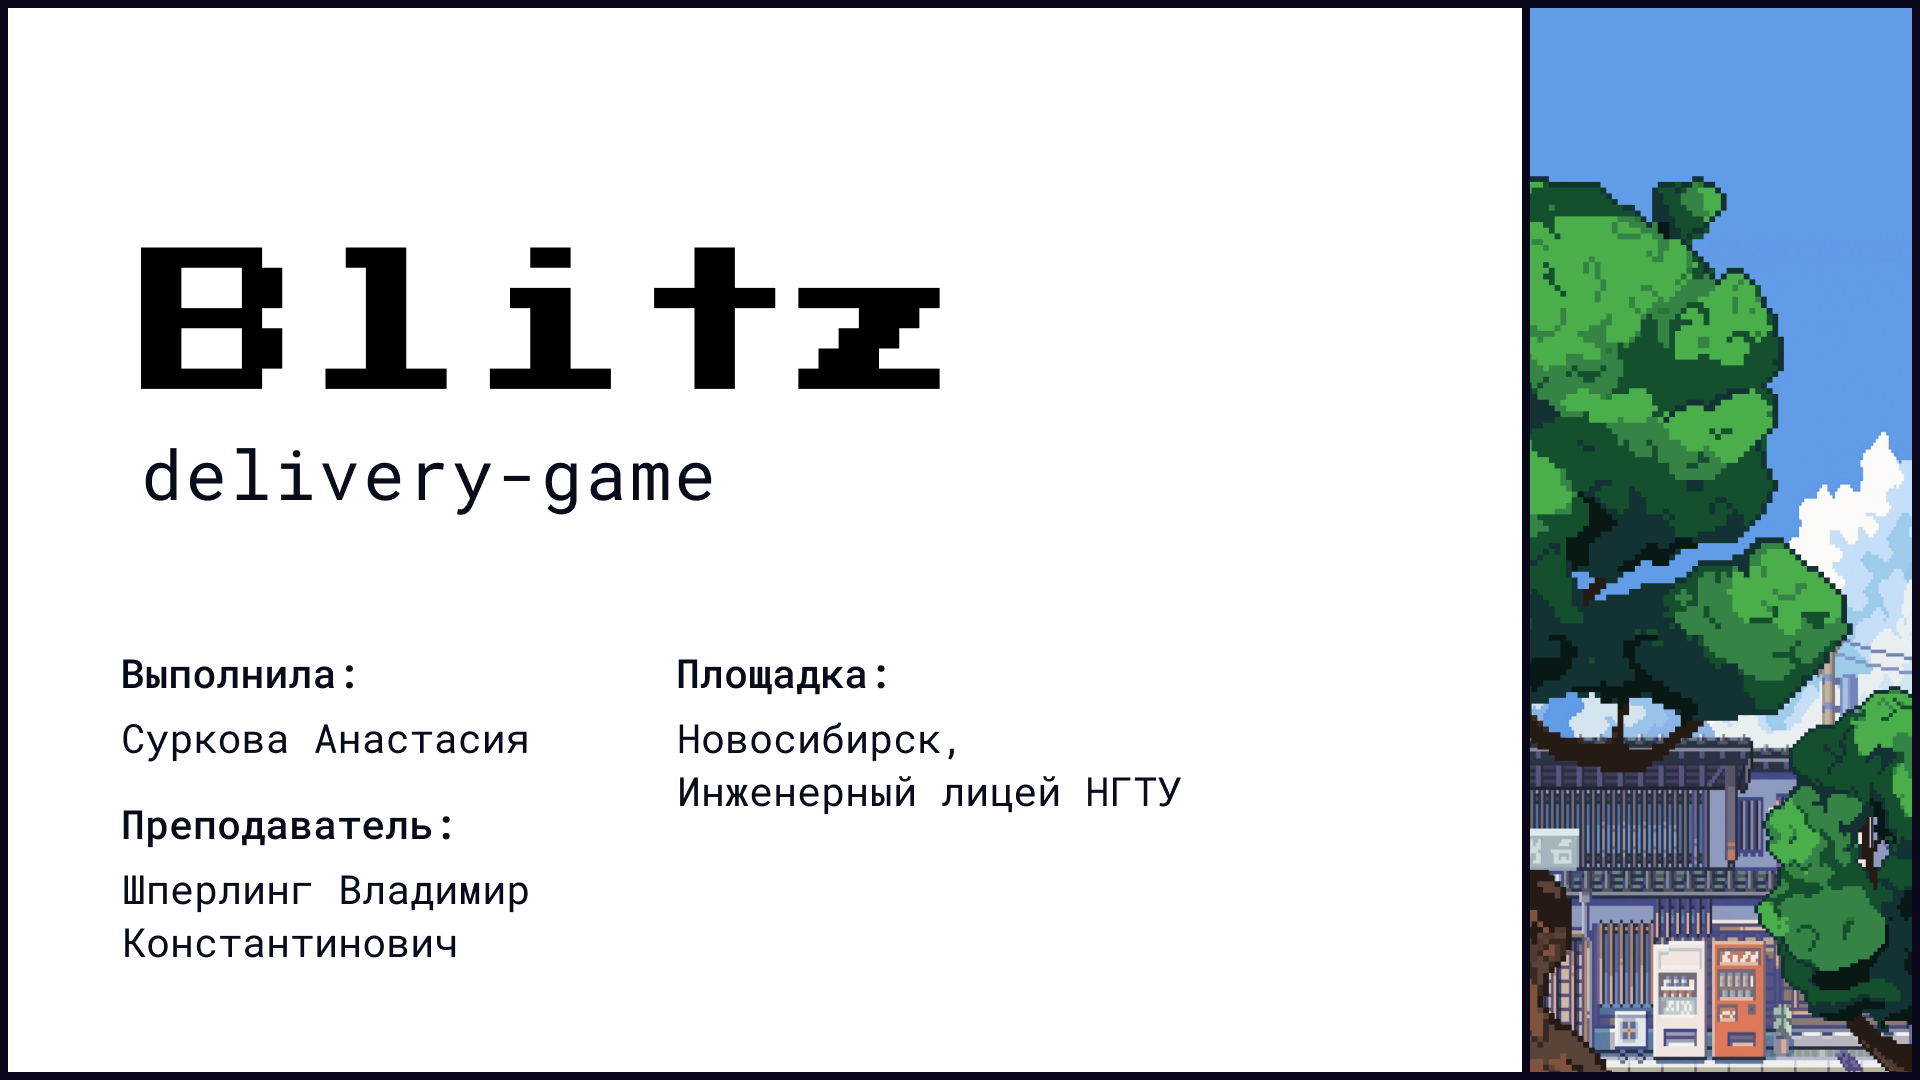 Blitz
delivery-game
Выполнила:
Суркова Анастасия
Преподаватель:
Шперлинг Владимир
Константинович
Площадка:
Новосибирск,
Инженерный лицей НГТУ